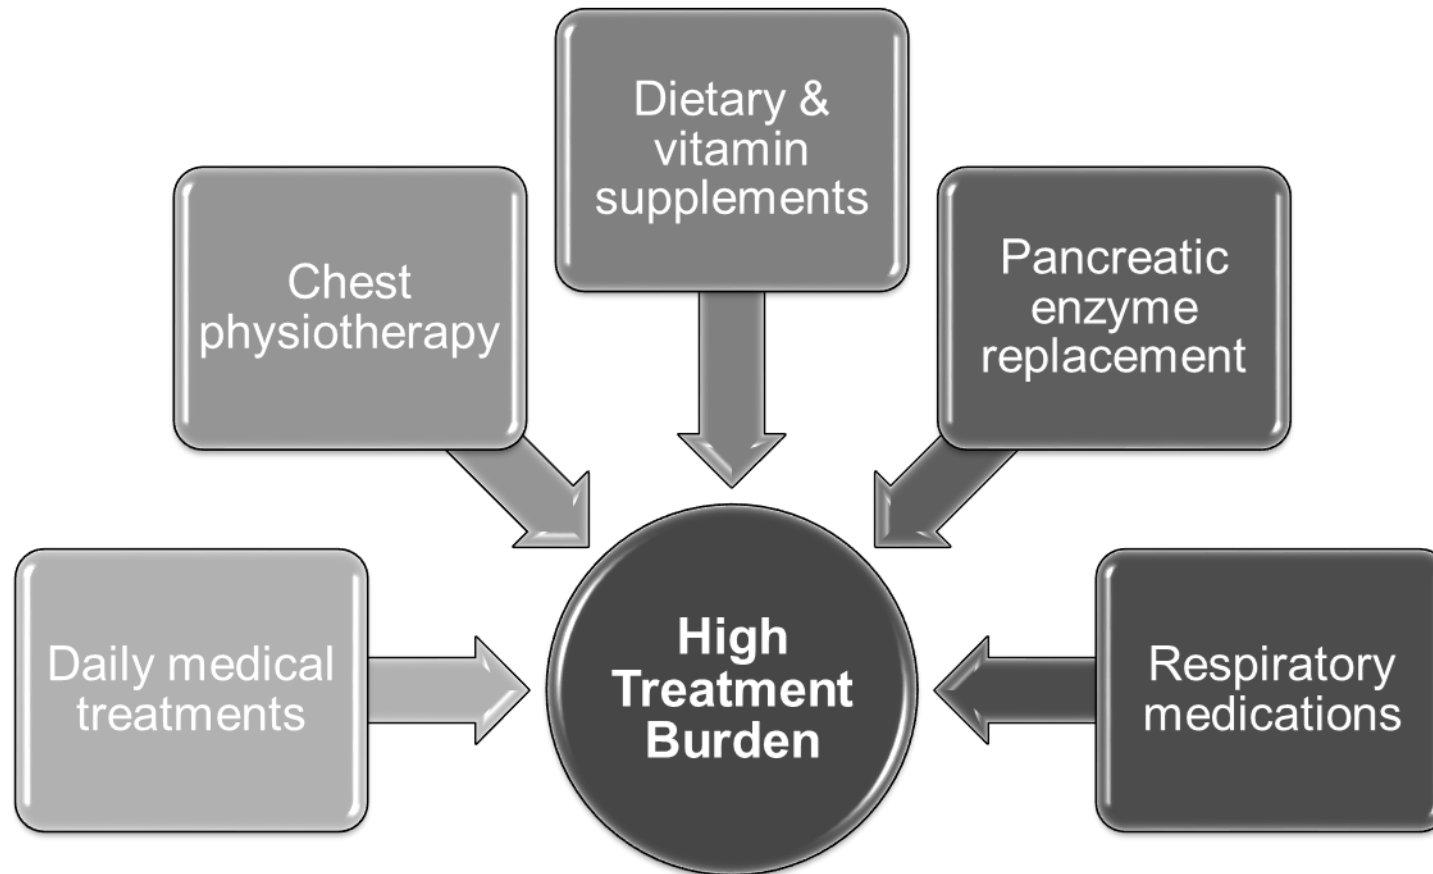 Dietary &
vitamin
supplements
Chest
physiotherapy
Pancreatic
enzyme
replacement
Daily medical
treatments
High
Treatment
Burden
Respiratory
medications